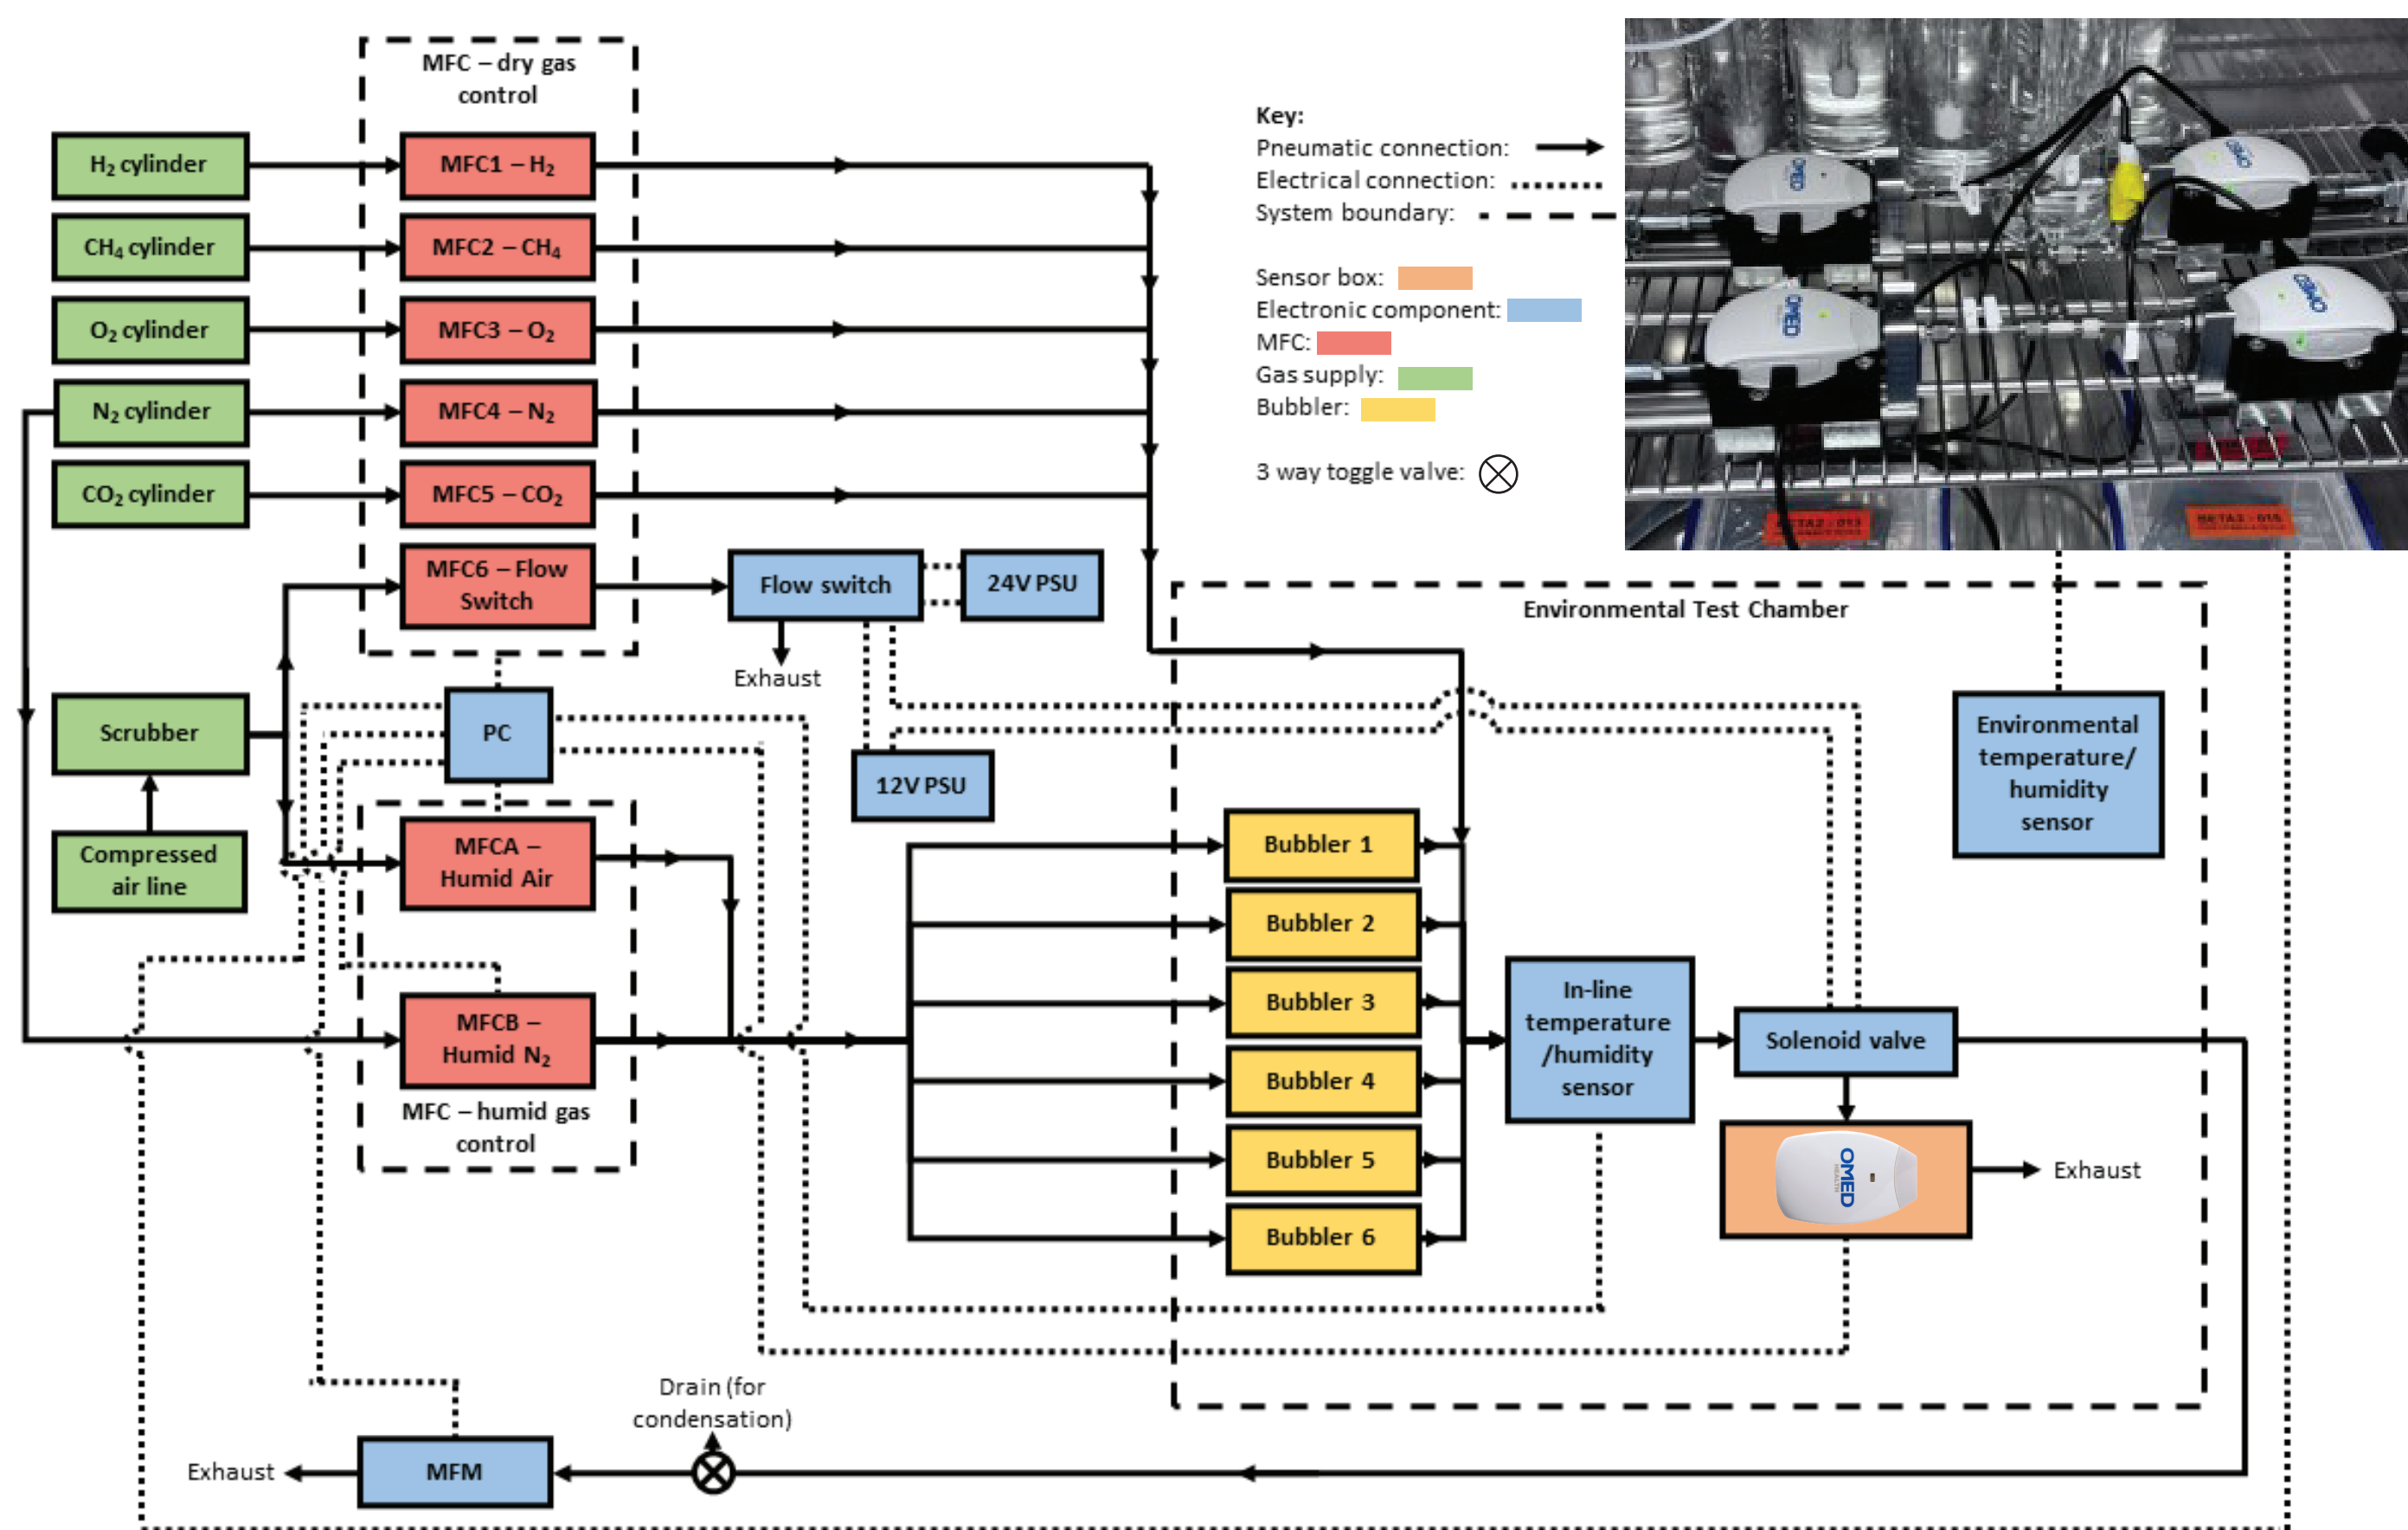 MFC – dry gas
control
H₂ cylinder
MFC1 – H₂
CH₄ cylinder
MFC2 – CH₄
O₂ cylinder
MFC3 – O₂
N₂ cylinder
MFC4 – N₂
CO₂ cylinder
MFC5 – CO₂
MFC6 – Flow
Switch
Flow switch
24V PSU
Exhaust
Key:
Pneumatic connection:
Electrical connection:
System boundary:
Sensor box:
Electronic component:
MFC:
Gas supply:
Bubbler:
3 way toggle valve:
OMED
OMED
OMED
OMED
Environmental Test Chamber
Scrubber
PC
12V PSU
Compressed
air line
MFCA –
Humid Air
MFCB –
Humid N₂
MFC – humid gas
control
Bubbler 1
Bubbler 2
Bubbler 3
Bubbler 4
Bubbler 5
Bubbler 6
In-line
temperature
/humidity
sensor
Environmental
temperature/
humidity
sensor
Solenoid valve
OMED
HEALTH
Exhaust
Drain (for
condensation)
Exhaust
MFM